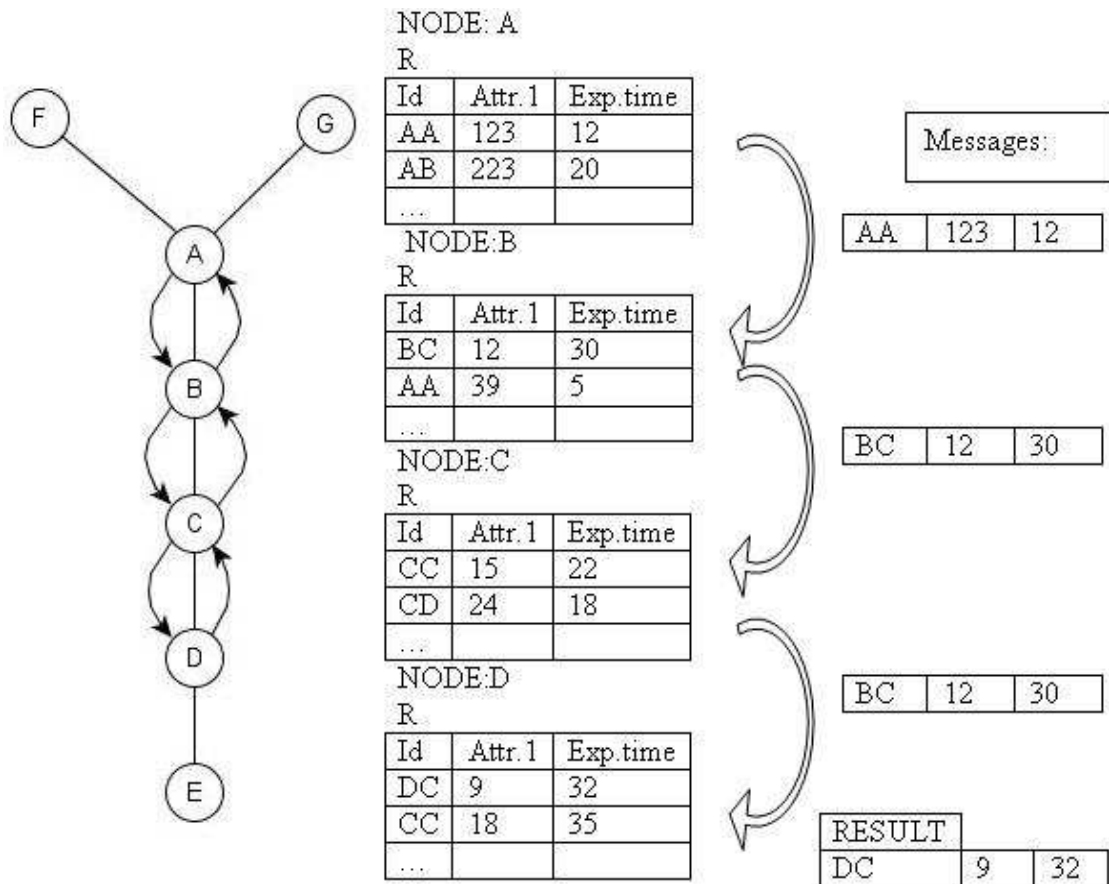 F
G
A
B
C
D
E
NODE: A
R
Id Attr.1 Exp.time
AA 123 12
AB 223 20
...
NODE:B
R
Id Attr.1 Exp.time
BC 12 30
AA 39 5
...
NODE:C
R
Id Attr.1 Exp.time
CC 15 22
CD 24 18
...
NODE:D
R
Id Attr.1 Exp.time
DC 9 32
CC 18 35
...
Messages:
AA 123 12
BC 12 30
BC 12 30
RESULT
DC 9 32